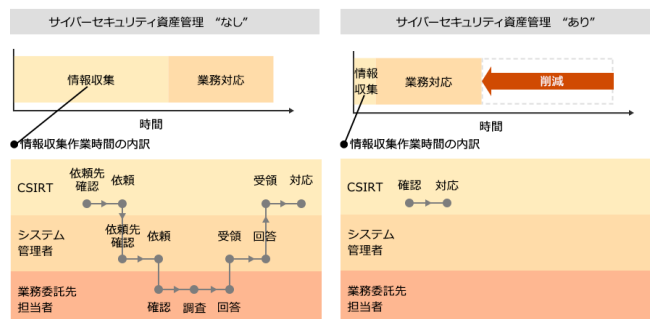 サイバーセキュリティ資産管理 “なし”
情報収集
業務対応
時間
●情報収集作業時間の内訳
CSIRT
依頼先
確認
依頼
受領
対応
システム
管理者
依頼先
確認
依頼
受領
回答
業務委託先
担当者
確認
調査
回答
サイバーセキュリティ資産管理 “あり”
情報
収集
業務対応
削減
時間
●情報収集作業時間の内訳
CSIRT
確認
対応
システム
管理者
業務委託先
担当者